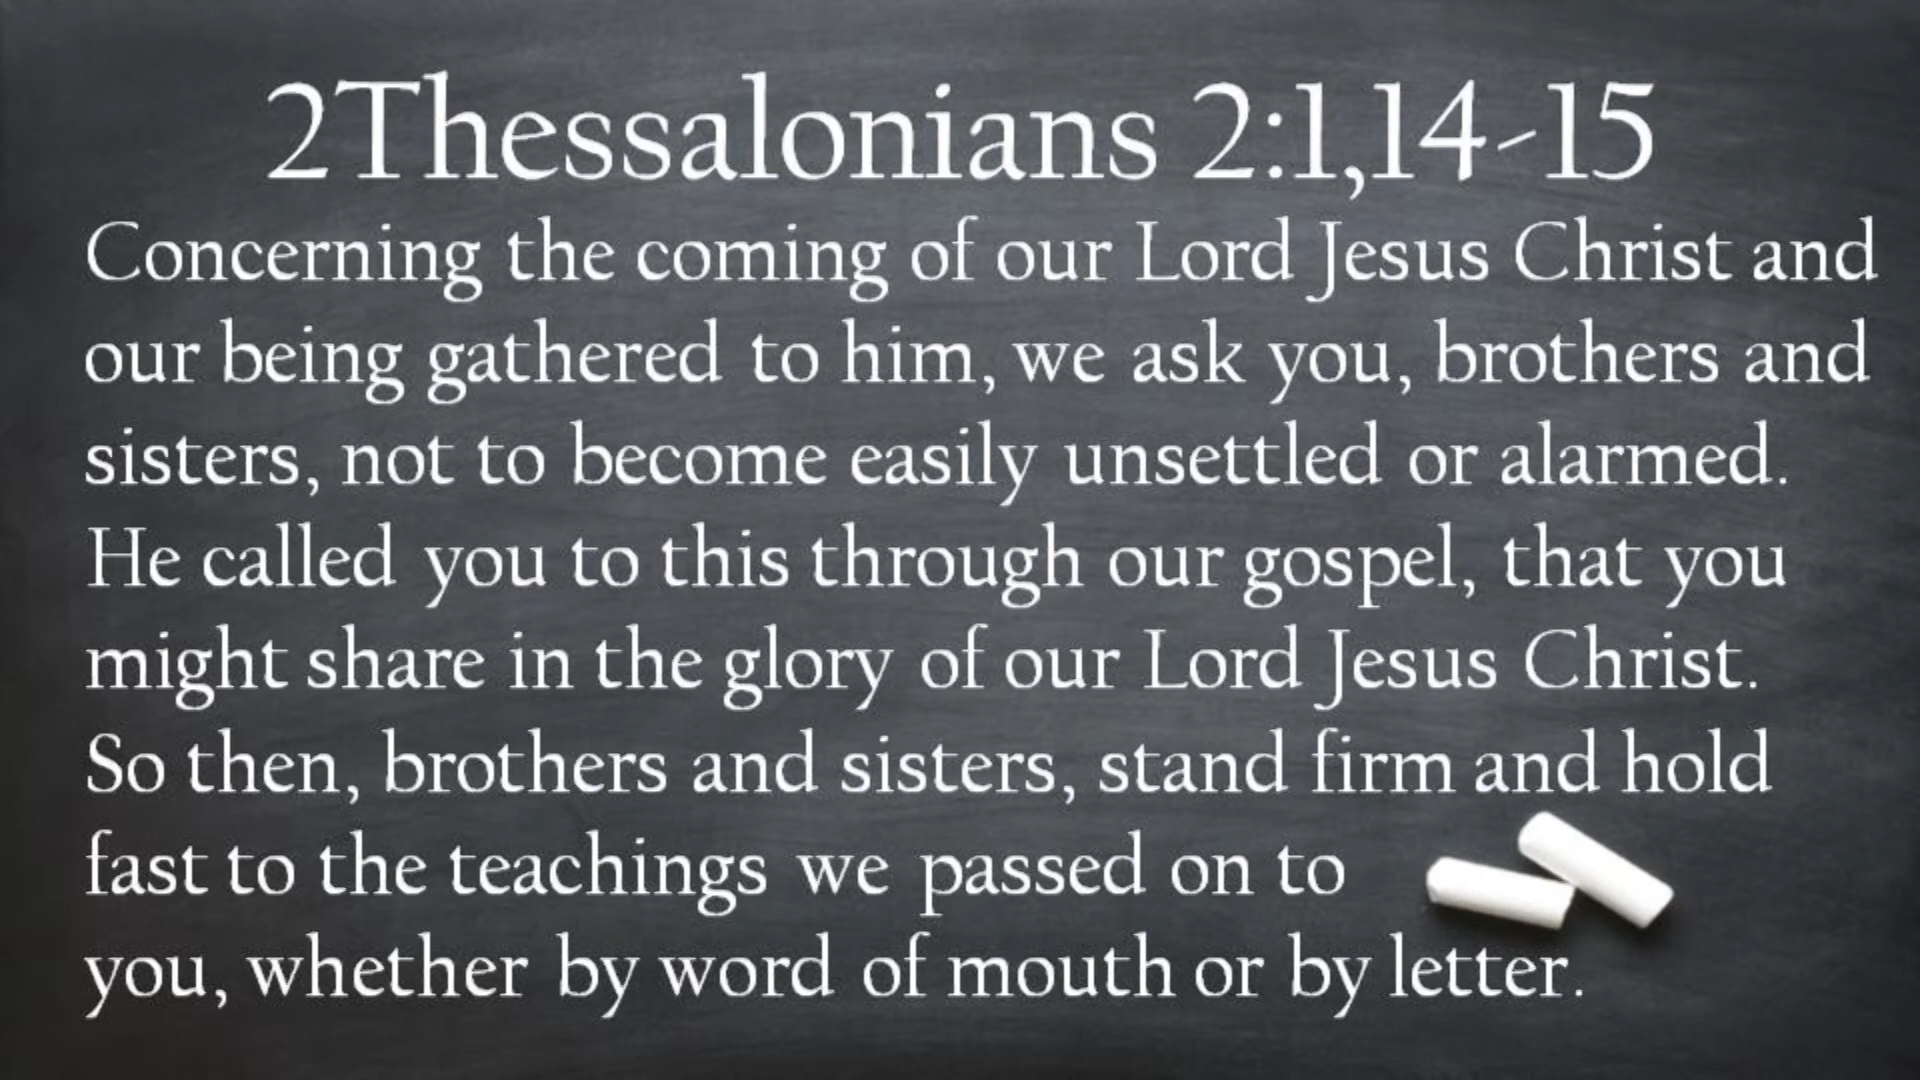 2Thessalonians 2:1,14-15
Concerning the coming of our Lord Jesus Christ and
our being gathered to him, we ask you, brothers and
sisters, not to become easily unsettled or alarmed.
He called you to this through our gospel, that you
might share in the glory of our Lord Jesus Christ.
So then, brothers and sisters, stand firm and hold
fast to the teachings we passed on to
you, whether by word of mouth or by letter.